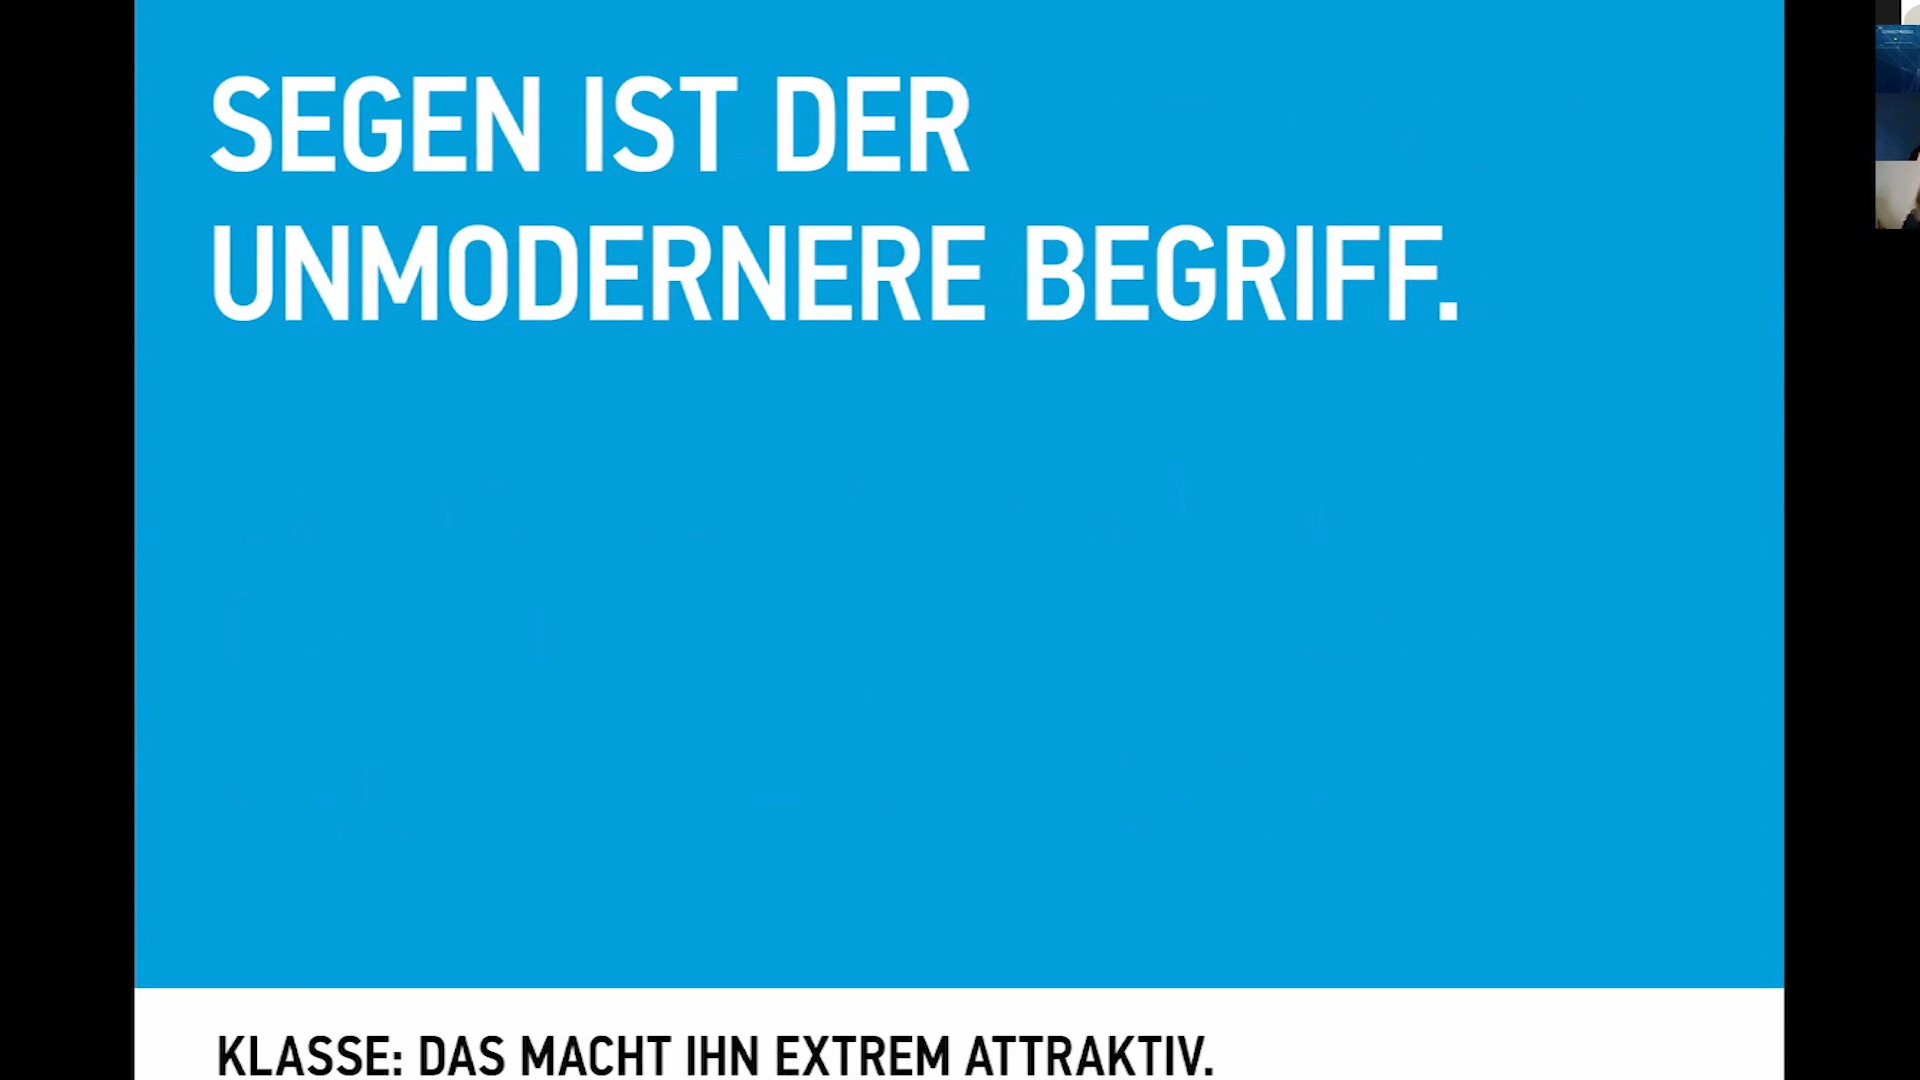 SEGEN IST DER
UNMODERNERE BEGRIFF.
KLASSE: DAS MACHT IHN EXTREM ATTRAKTIV.